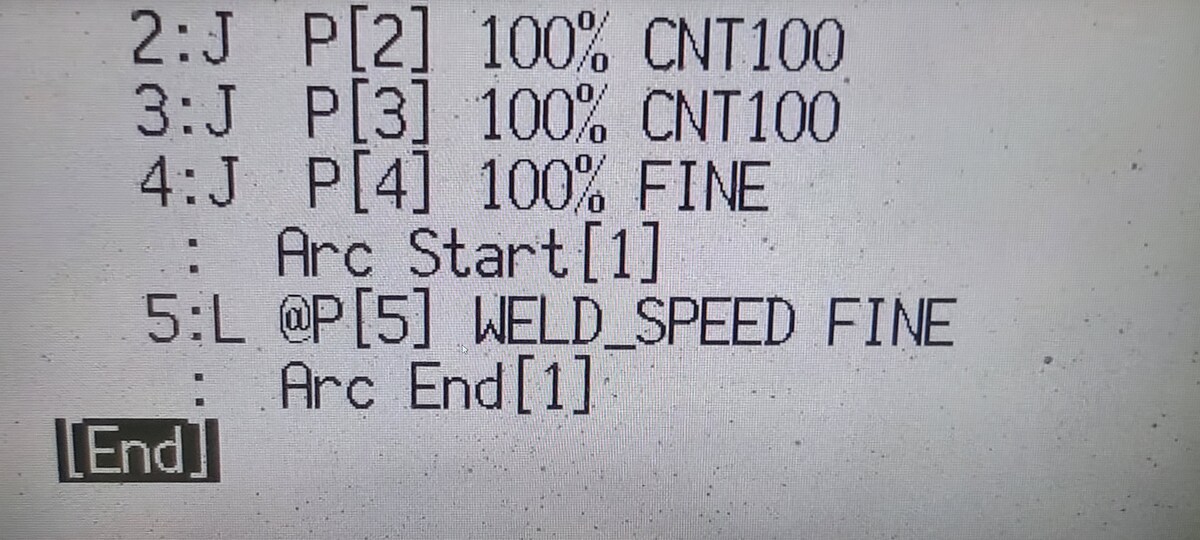 2:J P[2] 100% CNT100
3:J P[3] 100% CNT100
4:J P[4] 100% FINE
: Arc Start[1]
5:L @P[5] WELD_SPEED FINE
: Arc End[1]
[End]